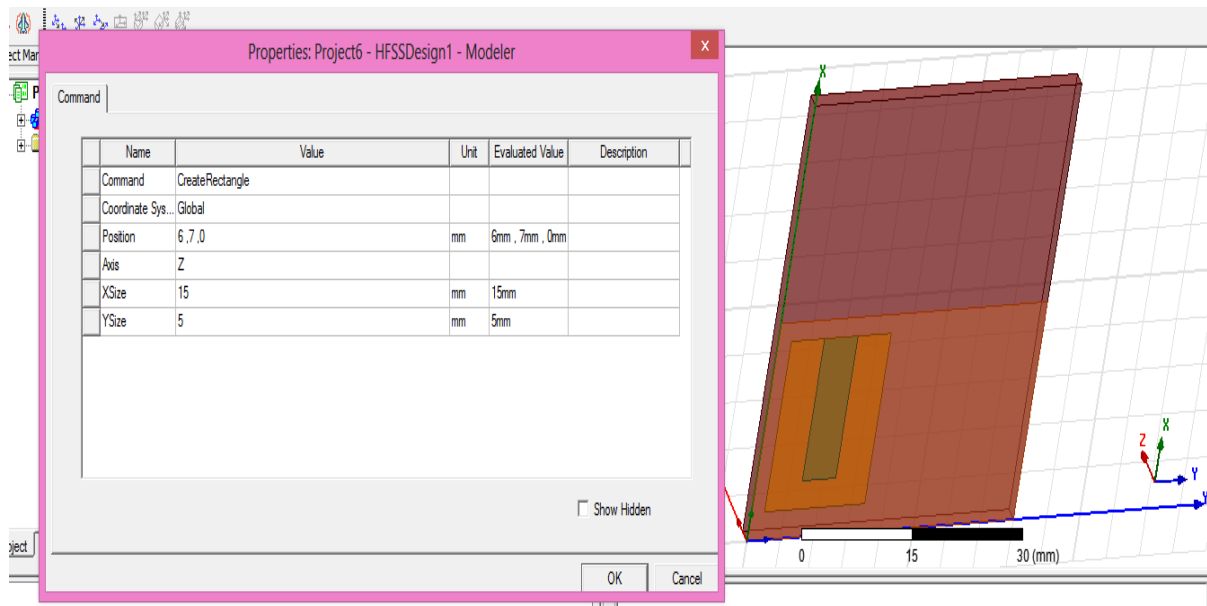 Properties: Project6 - HFSSDesign1 - Modeler
x
ect Mar
P
Command
Name Value Unit Evaluated Value Description
Command CreateRectangle
Coordinate Sys... Global
Position 6 ,7 ,0 mm 6mm , 7mm , 0mm
Axis Z
XSize 15 mm 15mm
YSize 5 mm 5mm
Show Hidden
oject
OK Cancel
X
X
Z
Y
Y
0 15 30 (mm)